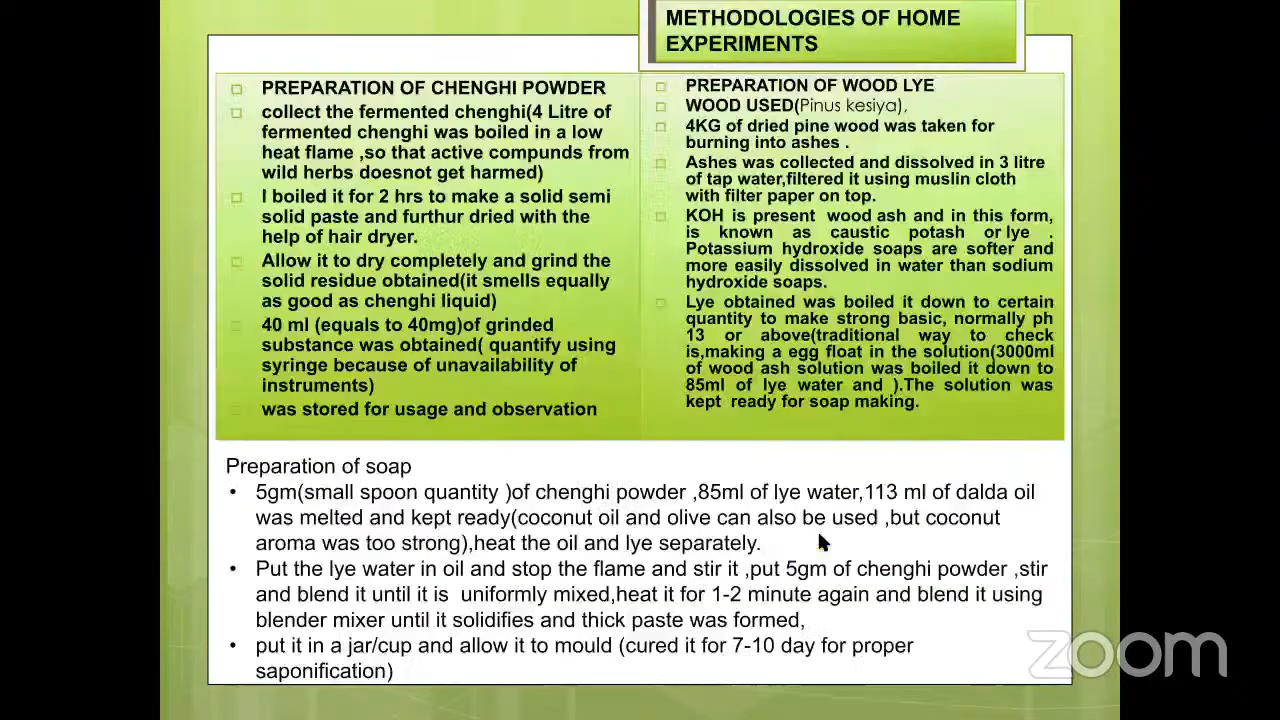 METHODOLOGIES OF HOME
EXPERIMENTS
PREPARATION OF CHENGHI POWDER
collect the fermented chenghi(4 Litre of
fermented chenghi was boiled in a low
heat flame ,so that active compunds from
wild herbs doesnot get harmed)
I boiled it for 2 hrs to make a solid semi
solid paste and furthur dried with the
help of hair dryer.
Allow it to dry completely and grind the
solid residue obtained(it smells equally
as good as chenghi liquid)
40 ml (equals to 40mg)of grinded
substance was obtained( quantify using
syringe because of unavailability of
instruments)
was stored for usage and observation
PREPARATION OF WOOD LYE
WOOD USED(Pinus kesiya),
4KG of dried pine wood was taken for
burning into ashes .
Ashes was collected and dissolved in 3 litre
of tap water,filtered it using muslin cloth
with filter paper on top.
KOH is present wood ash and in this form,
is known as caustic potash or lye .
Potassium hydroxide soaps are softer and
more easily dissolved in water than sodium
hydroxide soaps.
Lye obtained was boiled it down to certain
quantity to make strong basic, normally ph
13 or above(traditional way to check
is,making a egg float in the solution(3000ml
of wood ash solution was boiled it down to
85ml of lye water and ).The solution was
kept ready for soap making.
Preparation of soap
• 5gm(small spoon quantity )of chenghi powder ,85ml of lye water,113 ml of dalda oil
was melted and kept ready(coconut oil and olive can also be used ,but coconut
aroma was too strong),heat the oil and lye separately.
• Put the lye water in oil and stop the flame and stir it ,put 5gm of chenghi powder ,stir
and blend it until it is uniformly mixed,heat it for 1-2 minute again and blend it using
blender mixer until it solidifies and thick paste was formed,
• put it in a jar/cup and allow it to mould (cured it for 7-10 day for proper
saponification)
zoom